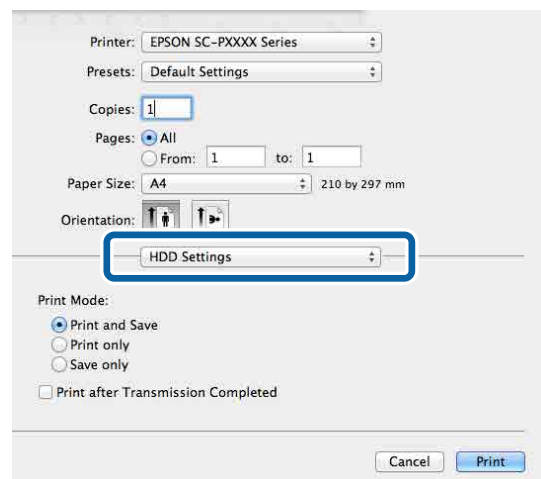 Printer: EPSON SC-PXXXX Series
Presets: Default Settings
Copies: 1
Pages: All
From: 1 to: 1
Paper Size: A4 210 by 297 mm
Orientation:
HDD Settings
Print Mode:
Print and Save
Print only
Save only
Print after Transmission Completed
Cancel Print